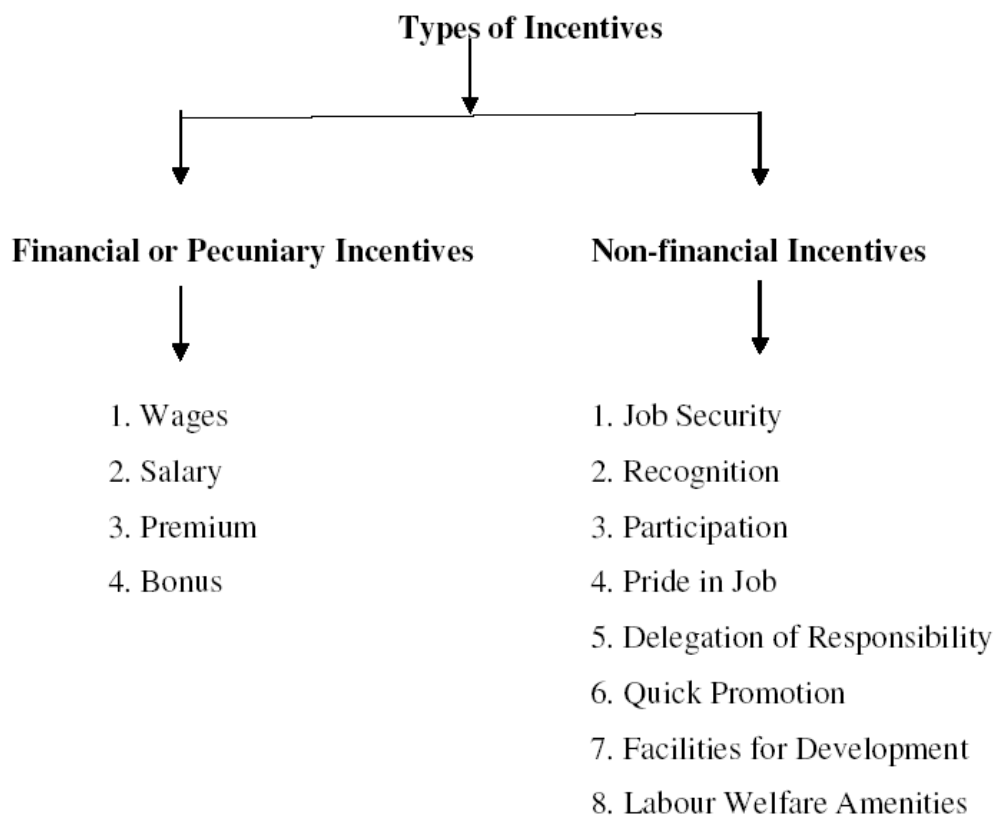 Types of Incentives
Financial or Pecuniary Incentives
1. Wages
2. Salary
3. Premium
4. Bonus
Non-financial Incentives
1. Job Security
2. Recognition
3. Participation
4. Pride in Job
5. Delegation of Responsibility
6. Quick Promotion
7. Facilities for Development
8. Labour Welfare Amenities